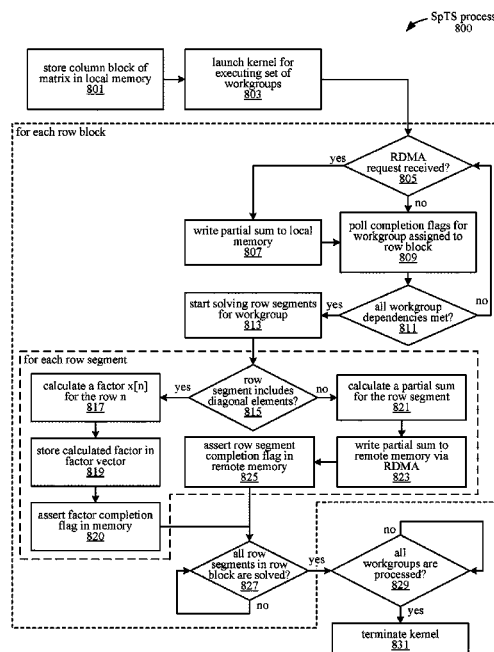 SpTS process
800
store column block of
matrix in local memory
801
launch kernel for
executing set of
workgroups
803
for each row block
RDMA
request received?
805
yes
no
write partial sum to local
memory
807
poll completion flags for
workgroup assigned to
row block
809
all workgroup
dependencies met?
811
no
yes
start solving row segments
for workgroup
813
for each row segment
row
segment includes
diagonal elements?
815
yes
no
calculate a factor x[n]
for the row n
817
calculate a partial sum
for the row segment
821
store calculated factor in
factor vector
819
assert row segment
completion flag in
remote memory
825
write partial sum to
remote memory via
RDMA
823
assert factor completion
flag in memory
820
all row
segments in row
block are solved?
827
yes
no
no
all
workgroups are
processed?
829
yes
terminate kernel
831